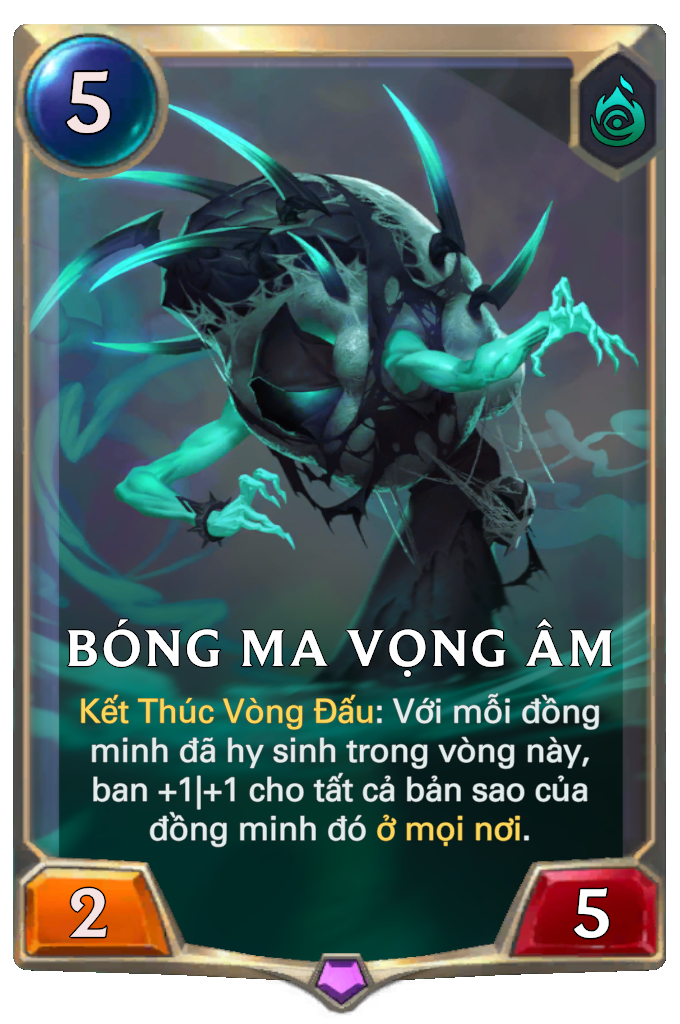 5
BÓNG MA VỌNG ÂM
Kết Thúc Vòng Đấu: Với mỗi đồng
minh đã hy sinh trong vòng này,
ban +1|+1 cho tất cả bản sao của
đồng minh đó ở mọi nơi.
2
5